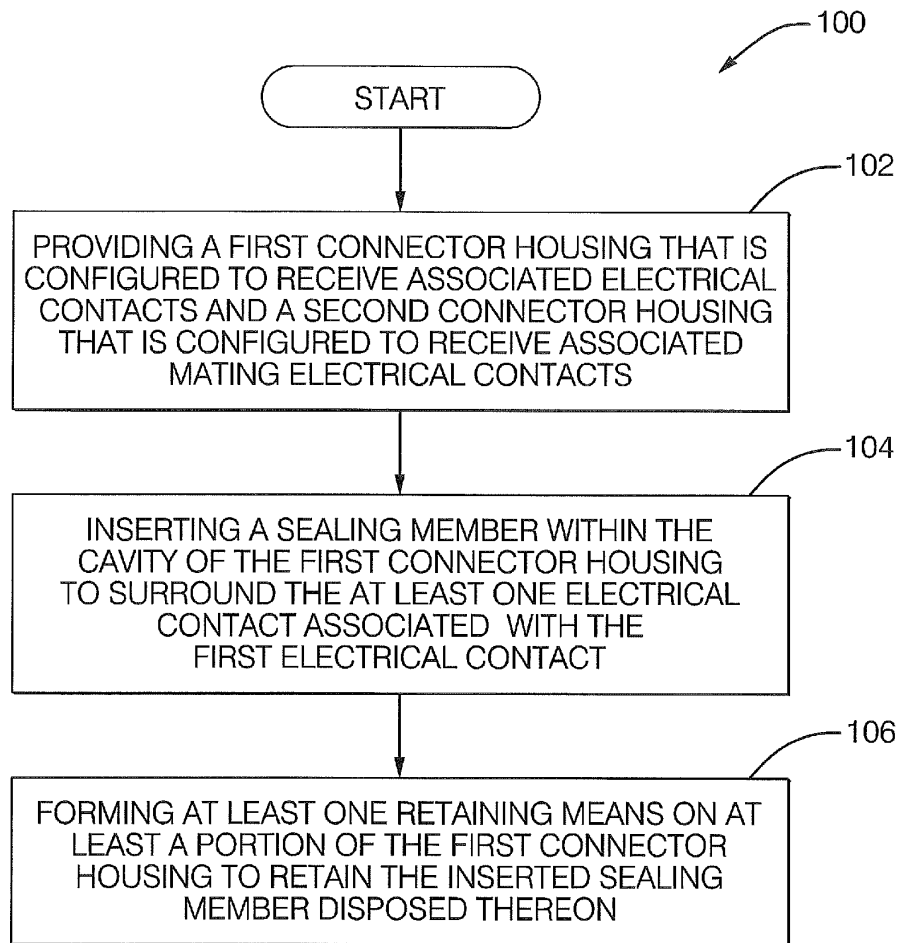 100
START
102
PROVIDING A FIRST CONNECTOR HOUSING THAT IS
CONFIGURED TO RECEIVE ASSOCIATED ELECTRICAL
CONTACTS AND A SECOND CONNECTOR HOUSING
THAT IS CONFIGURED TO RECEIVE ASSOCIATED
MATING ELECTRICAL CONTACTS
104
INSERTING A SEALING MEMBER WITHIN THE
CAVITY OF THE FIRST CONNECTOR HOUSING
TO SURROUND THE AT LEAST ONE ELECTRICAL
CONTACT ASSOCIATED WITH THE
FIRST ELECTRICAL CONTACT
106
FORMING AT LEAST ONE RETAINING MEANS ON AT
LEAST A PORTION OF THE FIRST CONNECTOR
HOUSING TO RETAIN THE INSERTED SEALING
MEMBER DISPOSED THEREON